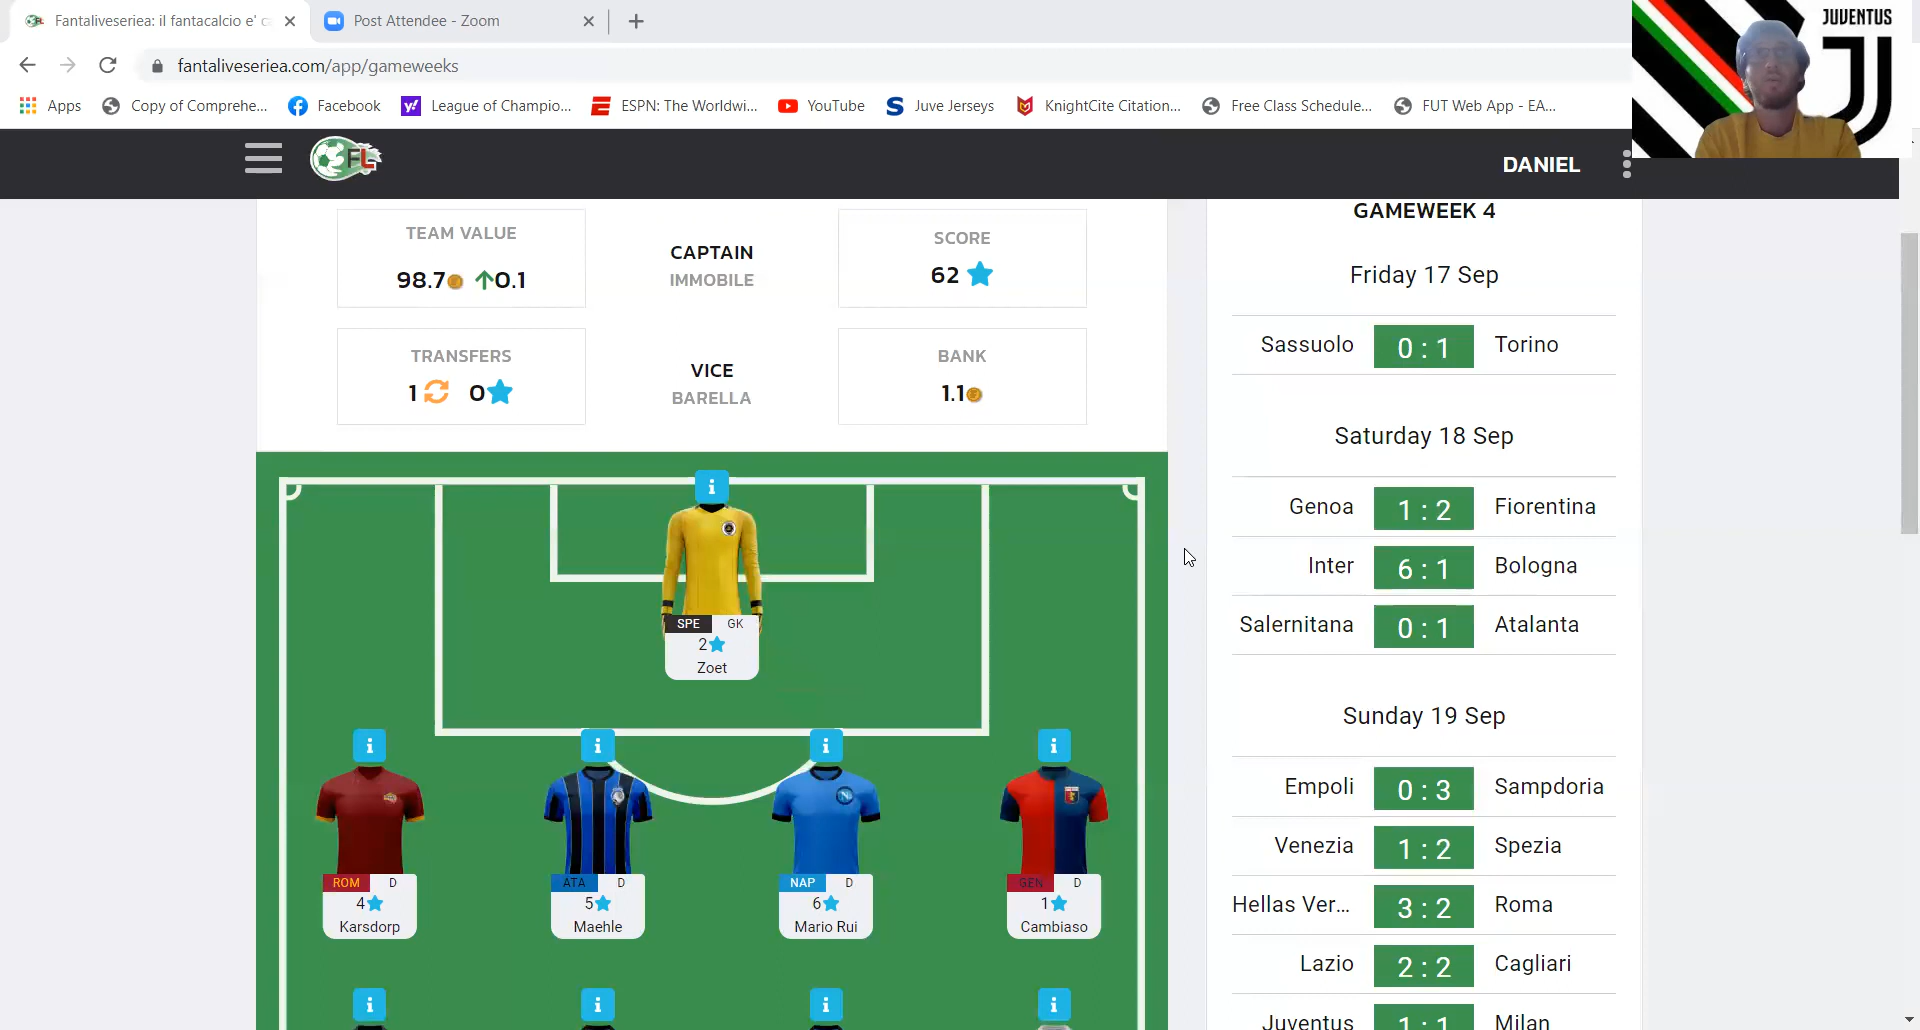 Fantaliveseriea: il fantacalcio e' c
Post Attendee - Zoom
fantaliveseriea.com/app/gameweeks
Apps
Copy of Comprehe...
Facebook
League of Champio...
ESPN: The Worldwi...
YouTube
Juve Jerseys
KnightCite Citation...
Free Class Schedule...
FUT Web App - EA...
JUVENTUS
FL
DANIEL
TEAM VALUE
98.7 0.1
CAPTAIN
IMMOBILE
SCORE
62
TRANSFERS
1 0
VICE
BARELLA
BANK
1.1
SPE GK
2
Zoet
ROM D
4
Karsdorp
ATA D
5
Maehle
NAP D
6
Mario Rui
GEN D
1
Cambiaso
GAMEWEEK 4
Friday 17 Sep
Sassuolo 0 : 1 Torino
Saturday 18 Sep
Genoa 1 : 2 Fiorentina
Inter 6 : 1 Bologna
Salernitana 0 : 1 Atalanta
Sunday 19 Sep
Empoli 0 : 3 Sampdoria
Venezia 1 : 2 Spezia
Hellas Ver... 3 : 2 Roma
Lazio 2 : 2 Cagliari
Juventus 1 : 1 Milan